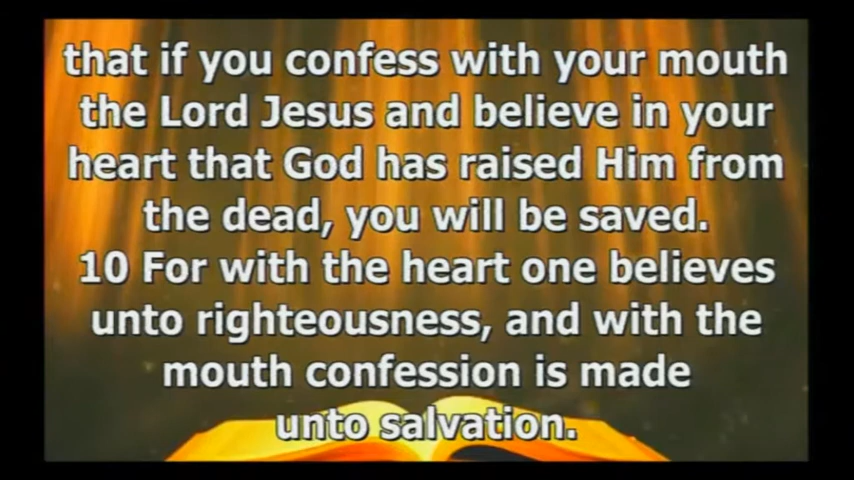 that if you confess with your mouth
the Lord Jesus and believe in your
heart that God has raised Him from
the dead, you will be saved.
10 For with the heart one believes
unto righteousness, and with the
mouth confession is made
unto salvation.